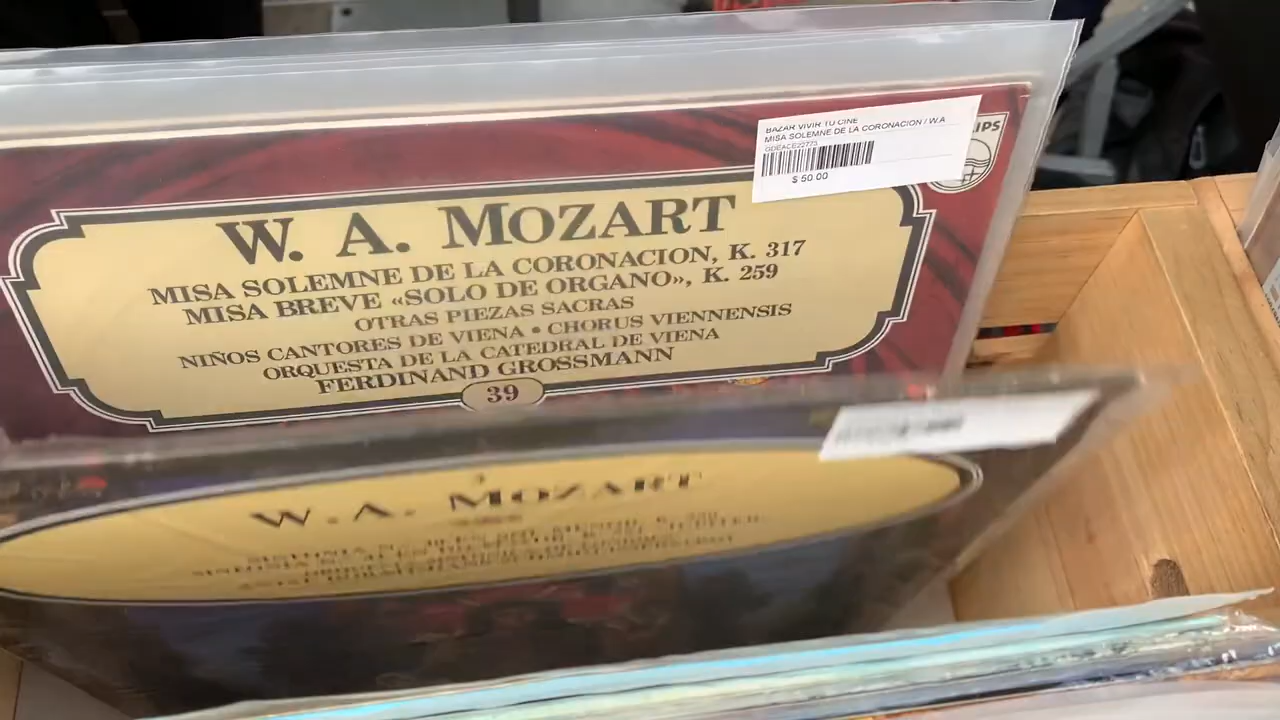 BAZAR VIVIR TU CINE
MISA SOLEMNE DE LA CORONACION / W.A
$ 50.00
IPS
W. A. MOZART
MISA SOLEMNE DE LA CORONACION, K. 317
MISA BREVE «SOLO DE ORGANO», K. 259
OTRAS PIEZAS SACRAS
NIÑOS CANTORES DE VIENA • CHORUS VIENNENSIS
ORQUESTA DE LA CATEDRAL DE VIENA
FERDINAND GROSSMANN
39
W.A. MOZART